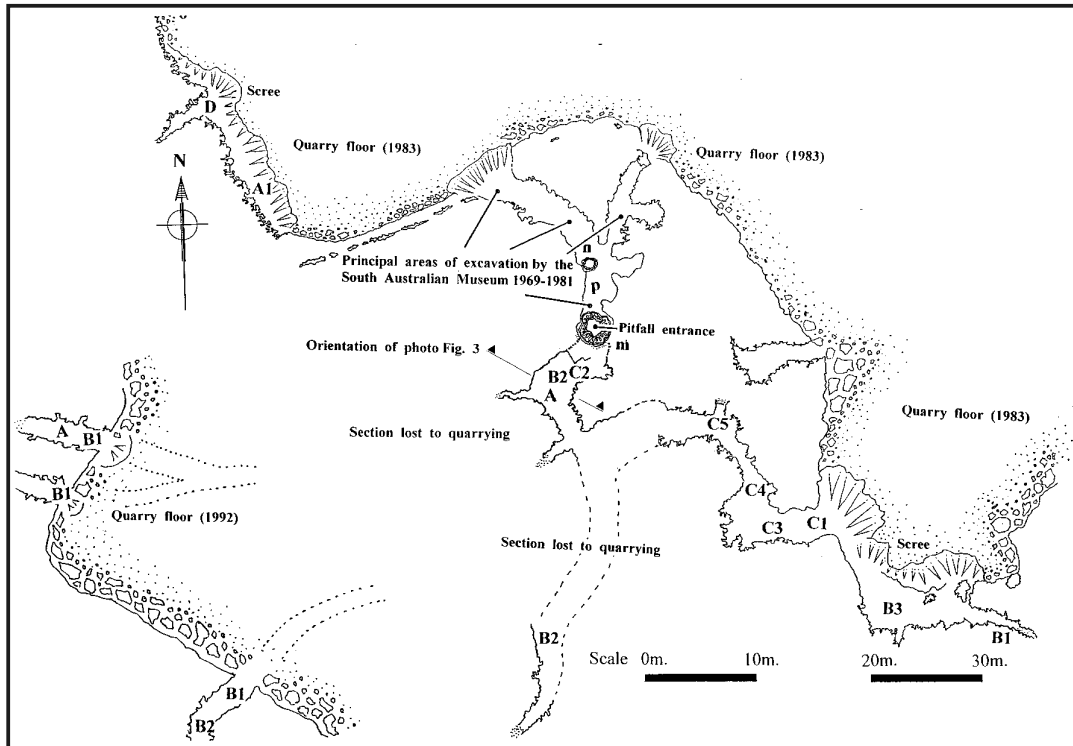 Scree
D
Quarry floor (1983)
Quarry floor (1983)
N
A1
n
Principal areas of excavation by the
South Australian Museum 1969-1981
p
Pitfall entrance
m
Orientation of photo Fig. 3
B2
C2
A
Quarry floor (1983)
C5
Section lost to quarrying
A
B1
B1
C4
Quarry floor (1992)
C3
C1
Scree
Section lost to quarrying
B3
B1
B2
Scale 0m. 10m. 20m. 30m.
B1
B2